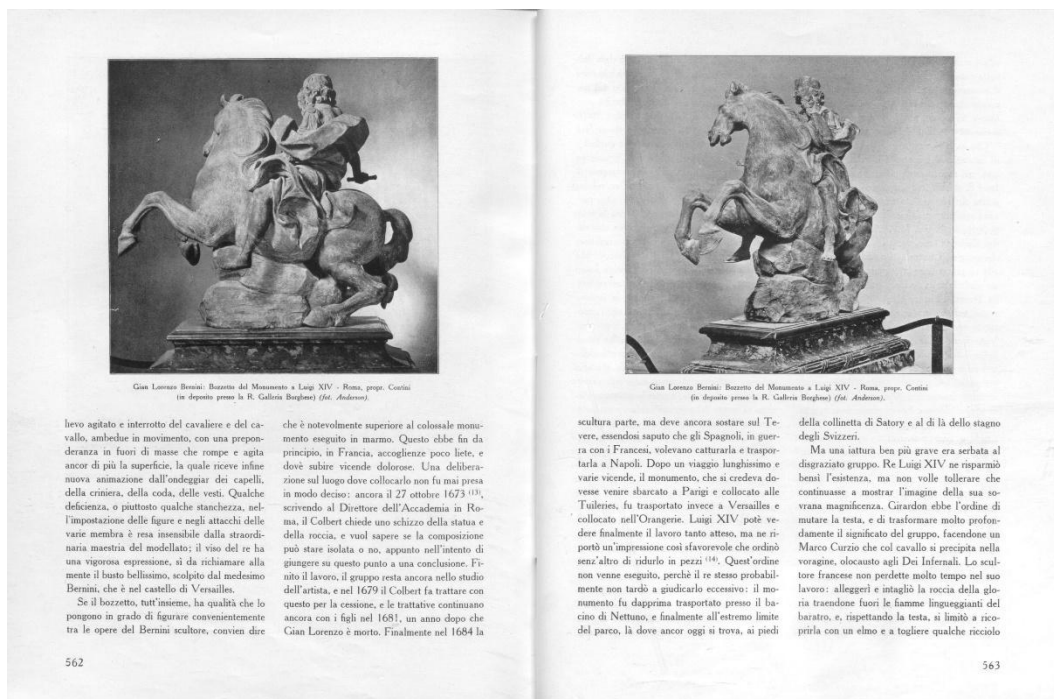 Gian Lorenzo Bernini: Bozzetto del Monumento a Luigi XIV - Roma, propr. Contini
(in deposito presso la R. Galleria Borghese) (fot. Anderson).
lievo agitato e interrotto del cavaliere e del ca-
vallo, ambedue in movimento, con una prepon-
deranza in fuori di masse che rompe e agita
ancor di più la superficie, la quale riceve infine
nuova animazione dall'ondeggiar dei capelli,
della criniera, della coda, delle vesti. Qualche
deficienza, o piuttosto qualche stanchezza, nel-
l'impostazione delle figure e negli attacchi delle
varie membra è resa insensibile dalla straordi-
naria maestria del modellato; il viso del re ha
una vigorosa espressione, sì da richiamare alla
mente il busto bellissimo, scolpito dal medesimo
Bernini, che è nel castello di Versailles.
Se il bozzetto, tutt'insieme, ha qualità che lo
pongono in grado di figurare convenientemente
tra le opere del Bernini scultore, convien dire
che è notevolmente superiore al colossale monu-
mento eseguito in marmo. Questo ebbe fin da
principio, in Francia, accoglienze poco liete, e
dovè subire vicende dolorose. Una delibera-
zione sul luogo dove collocarlo non fu mai presa
in modo deciso: ancora il 27 ottobre 1673 (13),
scrivendo al Direttore dell'Accademia in Ro-
ma, il Colbert chiede uno schizzo della statua e
della roccia, e vuol sapere se la composizione
può stare isolata o no, appunto nell'intento di
giungere su questo punto a una conclusione. Fi-
nito il lavoro, il gruppo resta ancora nello studio
dell'artista, e nel 1679 il Colbert fa trattare con
questo per la cessione, e le trattative continuano
ancora con i figli nel 1681, un anno dopo che
Gian Lorenzo è morto. Finalmente nel 1684 la
562
Gian Lorenzo Bernini: Bozzetto del Monumento a Luigi XIV - Roma, propr. Contini
(in deposito presso la R. Galleria Borghese) (fot. Anderson).
scultura parte, ma deve ancora sostare sul Te-
vere, essendosi saputo che gli Spagnoli, in guer-
ra con i Francesi, volevano catturarla e traspor-
tarla a Napoli. Dopo un viaggio lunghissimo e
varie vicende, il monumento, che si credeva do-
vesse venire sbarcato a Parigi e collocato alle
Tuileries, fu trasportato invece a Versailles e
collocato nell'Orangerie. Luigi XIV potè ve-
dere finalmente il lavoro tanto atteso, ma ne ri-
portò un'impressione così sfavorevole che ordinò
senz'altro di ridurlo in pezzi (14). Quest'ordine
non venne eseguito, perchè il re stesso probabil-
mente non tardò a giudicarlo eccessivo: il mo-
numento fu dapprima trasportato presso il ba-
cino di Nettuno, e finalmente all'estremo limite
del parco, là dove ancor oggi si trova, ai piedi
della collinetta di Satory e al di là dello stagno
degli Svizzeri.
Ma una iattura ben più grave era serbata al
disgraziato gruppo. Re Luigi XIV ne risparmiò
bensì l'esistenza, ma non volle tollerare che
continuasse a mostrar l'imagine della sua so-
vrana magnificenza. Girardon ebbe l'ordine di
mutare la testa, e di trasformare molto profon-
damente il significato del gruppo, facendone un
Marco Curzio che col cavallo si precipita nella
voragine, olocausto agli Dei Infernali. Lo scul-
tore francese non perdette molto tempo nel suo
lavoro: alleggerì e intagliò la roccia della glo-
ria traendone fuori le fiamme lingueggianti del
baratro, e, rispettando la testa, si limitò a rico-
prirla con un elmo e a togliere qualche ricciolo
563